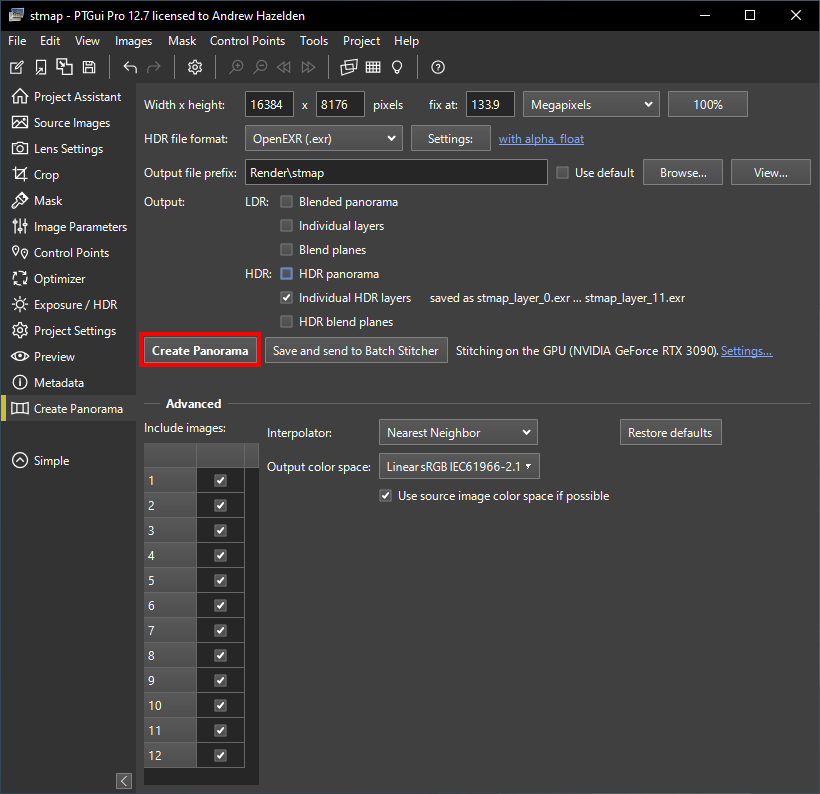 stmap - PTGui Pro 12.7 licensed to Andrew Hazelden
File Edit View Images Mask Control Points Tools Project Help
Project Assistant
Source Images
Lens Settings
Crop
Mask
Image Parameters
Control Points
Optimizer
Exposure / HDR
Project Settings
Preview
Metadata
Create Panorama
Simple
Width x height: 16384 x 8176 pixels fix at: 133.9 Megapixels 100%
HDR file format: OpenEXR (.exr) Settings: with alpha, float
Output file prefix: Render\stmap Use default Browse... View...
Output: LDR: Blended panorama
Individual layers
Blend planes
HDR: HDR panorama
Individual HDR layers saved as stmap_layer_0.exr ... stmap_layer_11.exr
HDR blend planes
Create Panorama Save and send to Batch Stitcher Stitching on the GPU (NVIDIA GeForce RTX 3090). Settings...
Advanced
Include images:
Interpolator: Nearest Neighbor Restore defaults
Output color space: Linear sRGB IEC61966-2.1
Use source image color space if possible
1
2
3
4
5
6
7
8
9
10
11
12